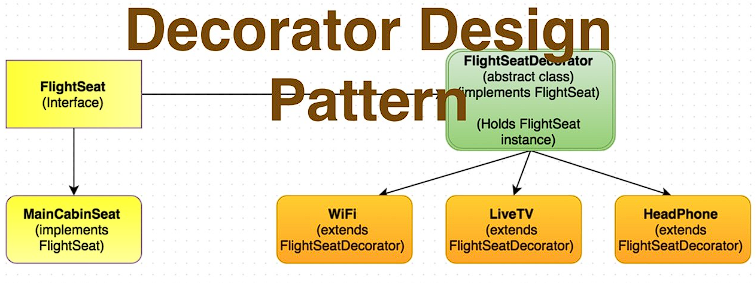 Decorator Design
Pattern
FlightSeat
(Interface)
FlightSeatDecorator
(abstract class)
(implements FlightSeat)
(Holds FlightSeat
instance)
MainCabinSeat
(implements
FlightSeat)
WiFi
(extends
FlightSeatDecorator)
LiveTV
(extends
FlightSeatDecorator)
HeadPhone
(extends
FlightSeatDecorator)